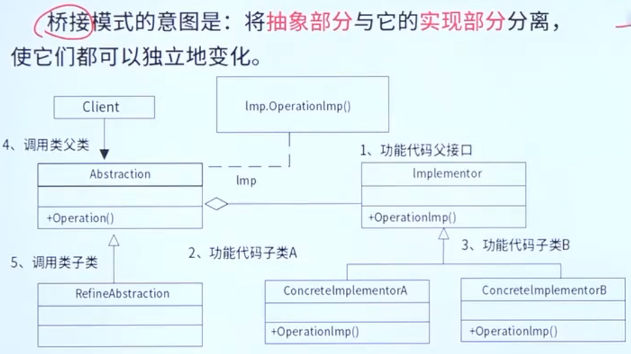 桥接模式的意图是：将抽象部分与它的实现部分分离，
使它们都可以独立地变化。
Client
Imp.OperationImp()
4、调用类父类
1、功能代码父接口
Abstraction
Imp
Implementor
+Operation()
+OperationImp()
2、功能代码子类A
3、功能代码子类B
5、调用类子类
RefineAbstraction
ConcreteImplementorA
ConcreteImplementorB
+OperationImp()
+OperationImp()